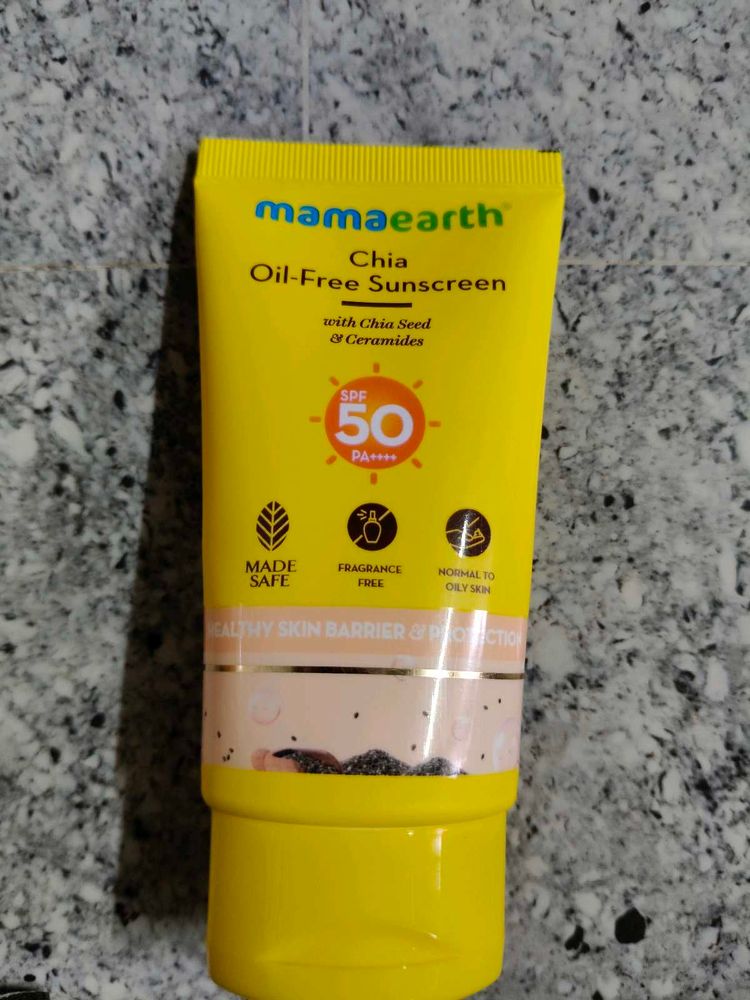 mamaearth®
Chia
Oil-Free Sunscreen
with Chia Seed
& Ceramides
SPF
50
PA++++
MADE
SAFE
FRAGRANCE
FREE
NORMAL TO
OILY SKIN
HEALTHY SKIN BARRIER & PROTECTION